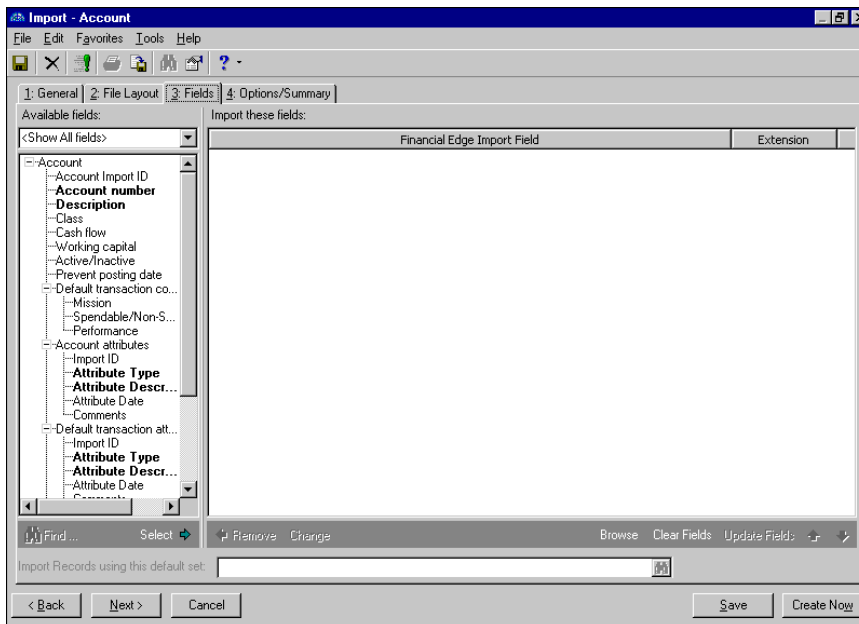 Import - Account
File Edit Favorites Tools Help
1: General 2: File Layout 3: Fields 4: Options/Summary
Available fields: Import these fields:
<Show All fields>
Financial Edge Import Field Extension
Account
Account Import ID
Account number
Description
Class
Cash flow
Working capital
Active/Inactive
Prevent posting date
Default transaction co...
Mission
Spendable/Non-S...
Performance
Account attributes
Import ID
Attribute Type
Attribute Descr...
Attribute Date
Comments
Default transaction att...
Import ID
Attribute Type
Attribute Descr...
Attribute Date
Find ... Select Remove Change Browse Clear Fields Update Fields
Import Records using this default set:
< Back Next > Cancel Save Create Now